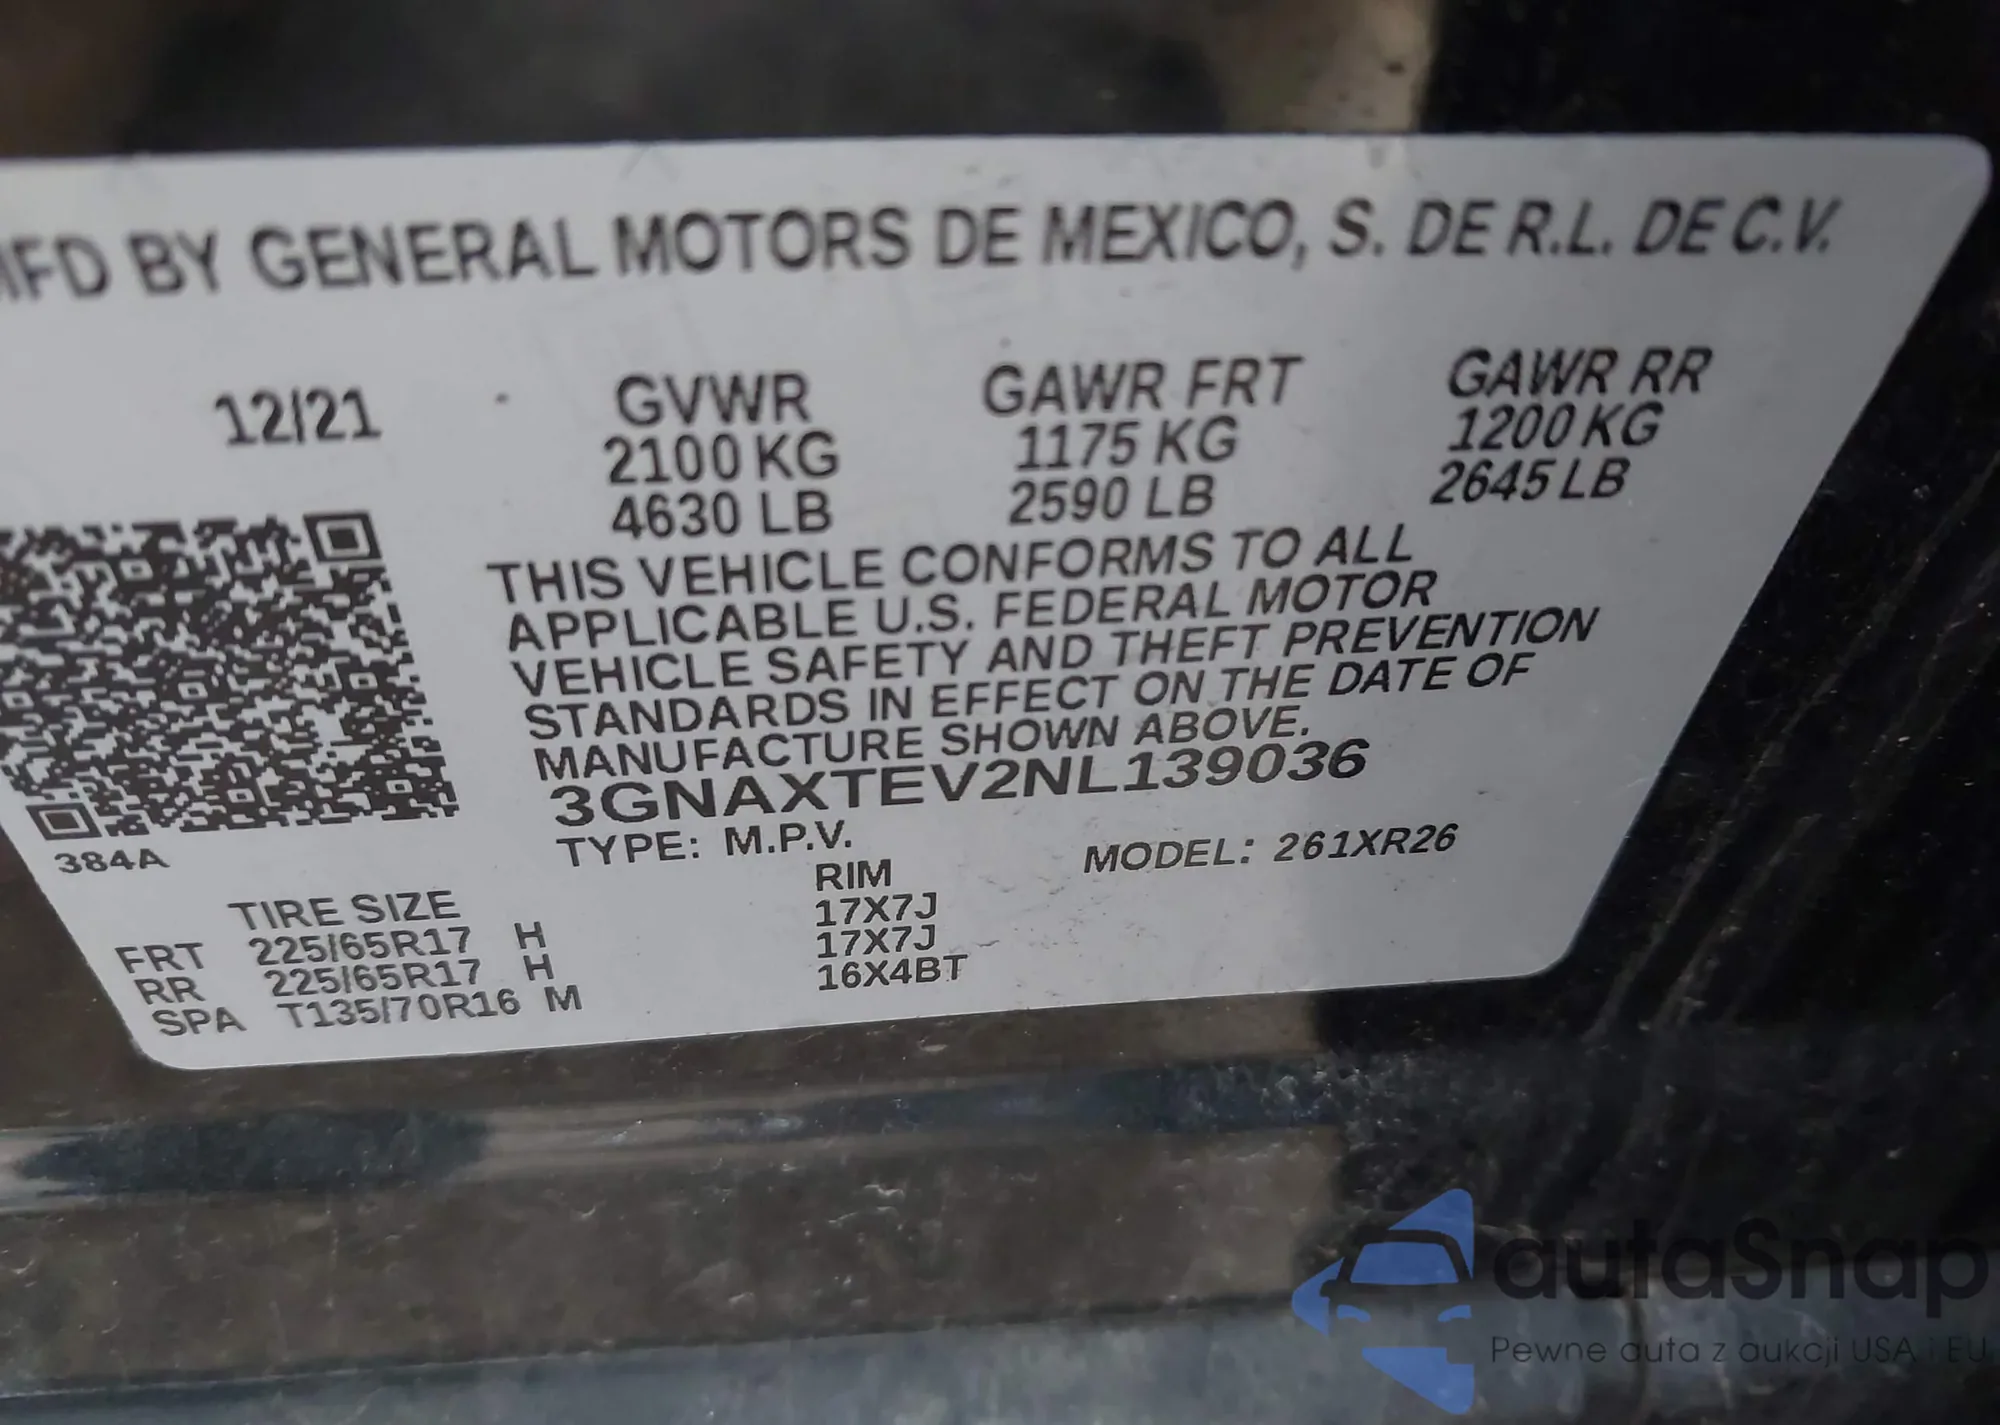 MFD BY GENERAL MOTORS DE MEXICO, S. DE R.L. DE C.V.
12/21
GVWR GAWR FRT GAWR RR
2100 KG 1175 KG 1200 KG
4630 LB 2590 LB 2645 LB
THIS VEHICLE CONFORMS TO ALL
APPLICABLE U.S. FEDERAL MOTOR
VEHICLE SAFETY AND THEFT PREVENTION
STANDARDS IN EFFECT ON THE DATE OF
MANUFACTURE SHOWN ABOVE.
3GNAXTEV2NL139036
TYPE: M.P.V. MODEL: 261XR26
384A
TIRE SIZE RIM
FRT 225/65R17 H 17X7J
RR 225/65R17 H 17X7J
SPA T135/70R16 M 16X4BT
autaSnap
Pewne auta z aukcji USA i EU